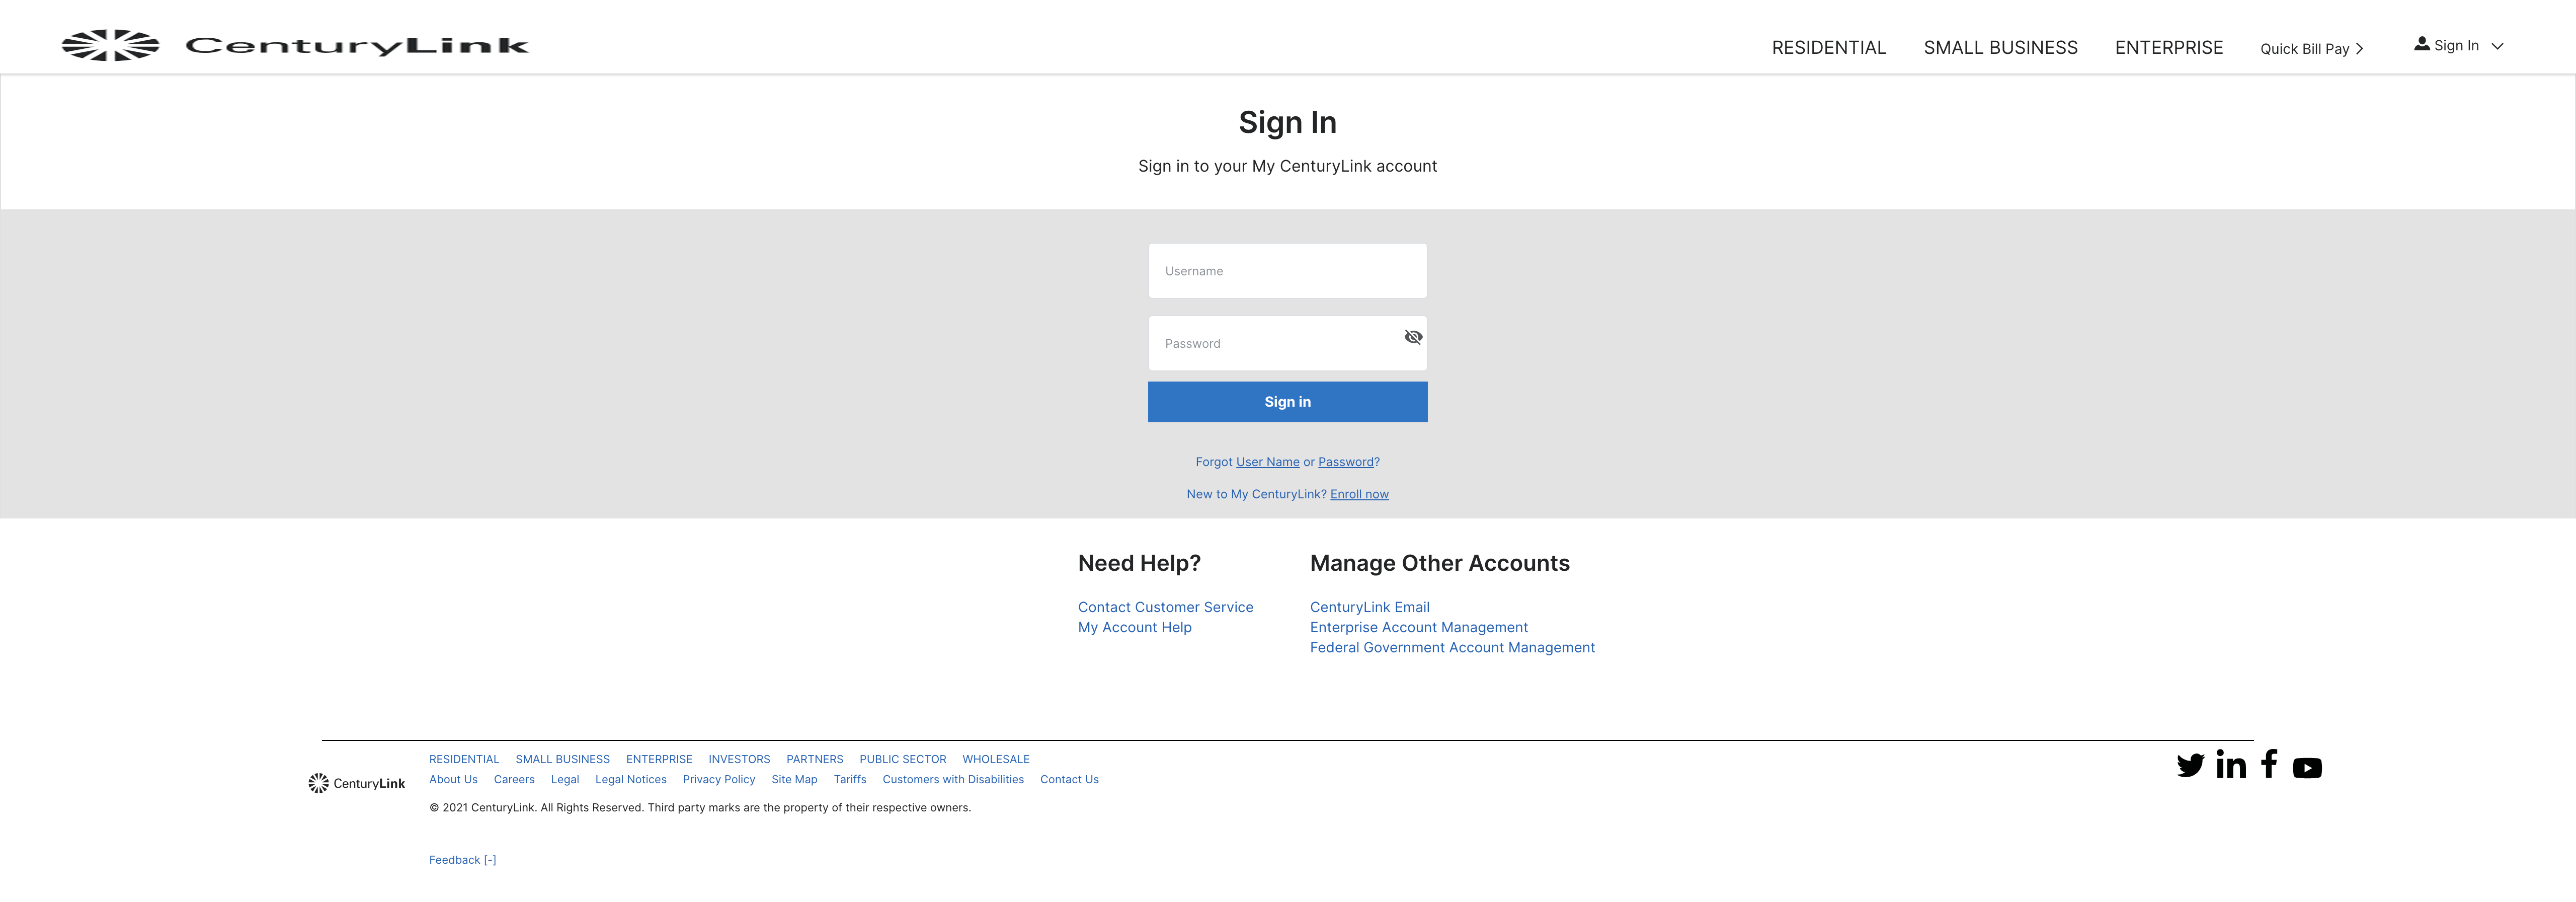 CenturyLink
RESIDENTIAL SMALL BUSINESS ENTERPRISE Quick Bill Pay Sign In
Sign In
Sign in to your My CenturyLink account
Username
Password
Sign in
Forgot User Name or Password?
New to My CenturyLink? Enroll now
Need Help?
Contact Customer Service
My Account Help
Manage Other Accounts
CenturyLink Email
Enterprise Account Management
Federal Government Account Management
CenturyLink
RESIDENTIAL SMALL BUSINESS ENTERPRISE INVESTORS PARTNERS PUBLIC SECTOR WHOLESALE
About Us Careers Legal Legal Notices Privacy Policy Site Map Tariffs Customers with Disabilities Contact Us
© 2021 CenturyLink. All Rights Reserved. Third party marks are the property of their respective owners.
Feedback [-]